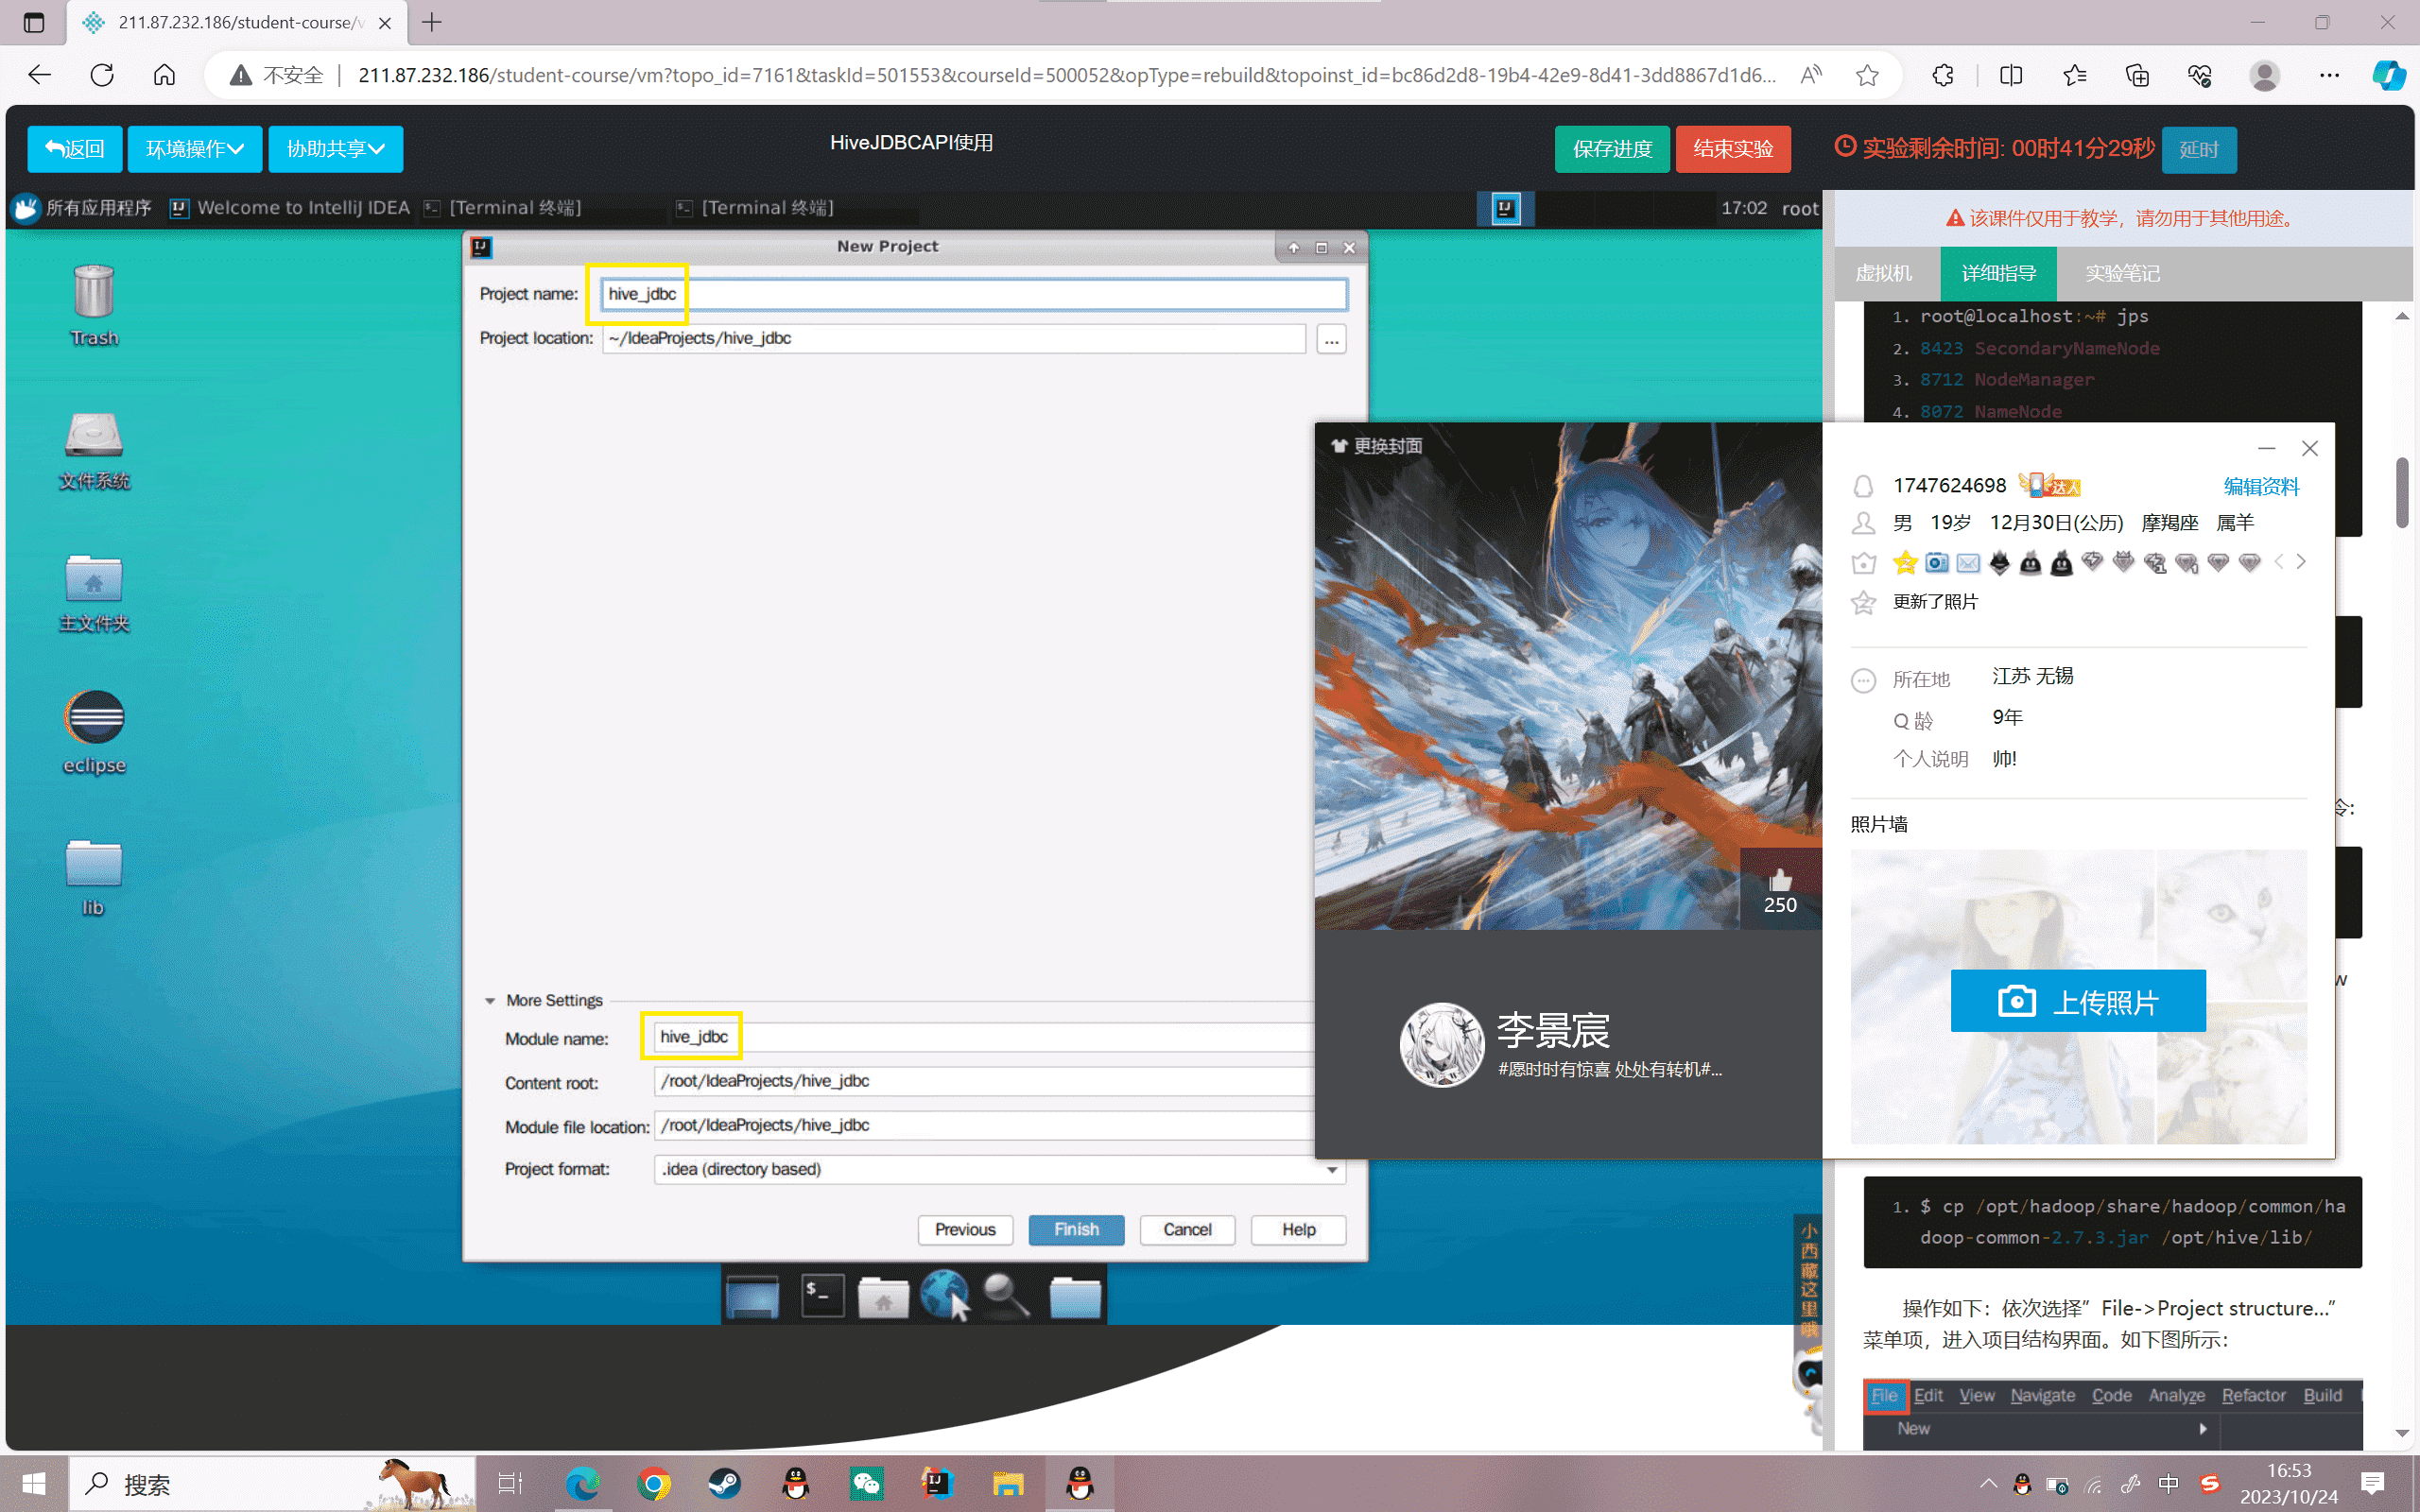 211.87.232.186/student-course/v
不安全
211.87.232.186/student-course/vm?topo_id=7161&taskId=501553&courseId=500052&opType=rebuild&topoinst_id=bc86d2d8-19b4-42e9-8d41-3dd8867d1d6...
返回
环境操作
协助共享
HiveJDBCAPI使用
保存进度
结束实验
实验剩余时间: 00时41分29秒
延时
所有应用程序
Welcome to IntelliJ IDEA
[Terminal 终端]
[Terminal 终端]
17:02 root
Trash
文件系统
主文件夹
eclipse
lib
New Project
Project name: hive_jdbc
Project location: ~/IdeaProjects/hive_jdbc
...
More Settings
Module name: hive_jdbc
Content root: /root/IdeaProjects/hive_jdbc
Module file location: /root/IdeaProjects/hive_jdbc
Project format: .idea (directory based)
Previous
Finish
Cancel
Help
该课件仅用于教学，请勿用于其他用途。
虚拟机
详细指导
实验笔记
1. root@localhost:~# jps
2. 8423 SecondaryNameNode
3. 8712 NodeManager
4. 8072 NameNode
更换封面
250
李景宸
#愿时时有惊喜 处处有转机#...
1747624698
达人
编辑资料
男 19岁 12月30日(公历) 摩羯座 属羊
更新了照片
所在地 江苏 无锡
Q 龄 9年
个人说明 帅!
照片墙
上传照片
令:
w
1. $ cp /opt/hadoop/share/hadoop/common/ha
doop-common-2.7.3.jar /opt/hive/lib/
操作如下：依次选择” File->Project structure...”
菜单项，进入项目结构界面。如下图所示：
File Edit View Navigate Code Analyze Refactor Build
New
小西藏这里哦
搜索
中
16:53
2023/10/24